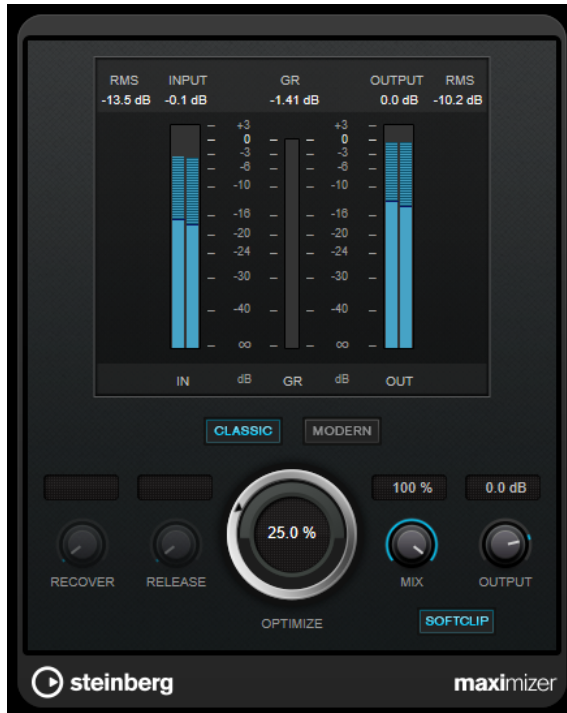 RMS INPUT GR OUTPUT RMS
-13.5 dB -0.1 dB -1.41 dB 0.0 dB -10.2 dB
+3 +3
0 0
-3 -3
-6 -6
-10 -10
-16 -16
-20 -20
-24 -24
-30 -30
-40 -40
∞ ∞
IN dB GR dB OUT
CLASSIC MODERN
100 % 0.0 dB
25.0 %
RECOVER RELEASE MIX OUTPUT
OPTIMIZE SOFTCLIP
steinberg maximizer